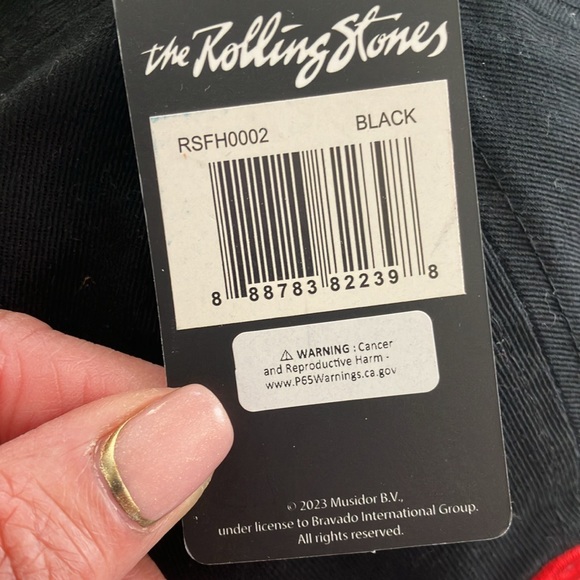 the Rolling Stones
RSFH0002 BLACK
8 88783 82239 8
⚠ WARNING : Cancer
and Reproductive Harm -
www.P65Warnings.ca.gov
© 2023 Musidor B.V.,
under license to Bravado International Group.
All rights reserved.